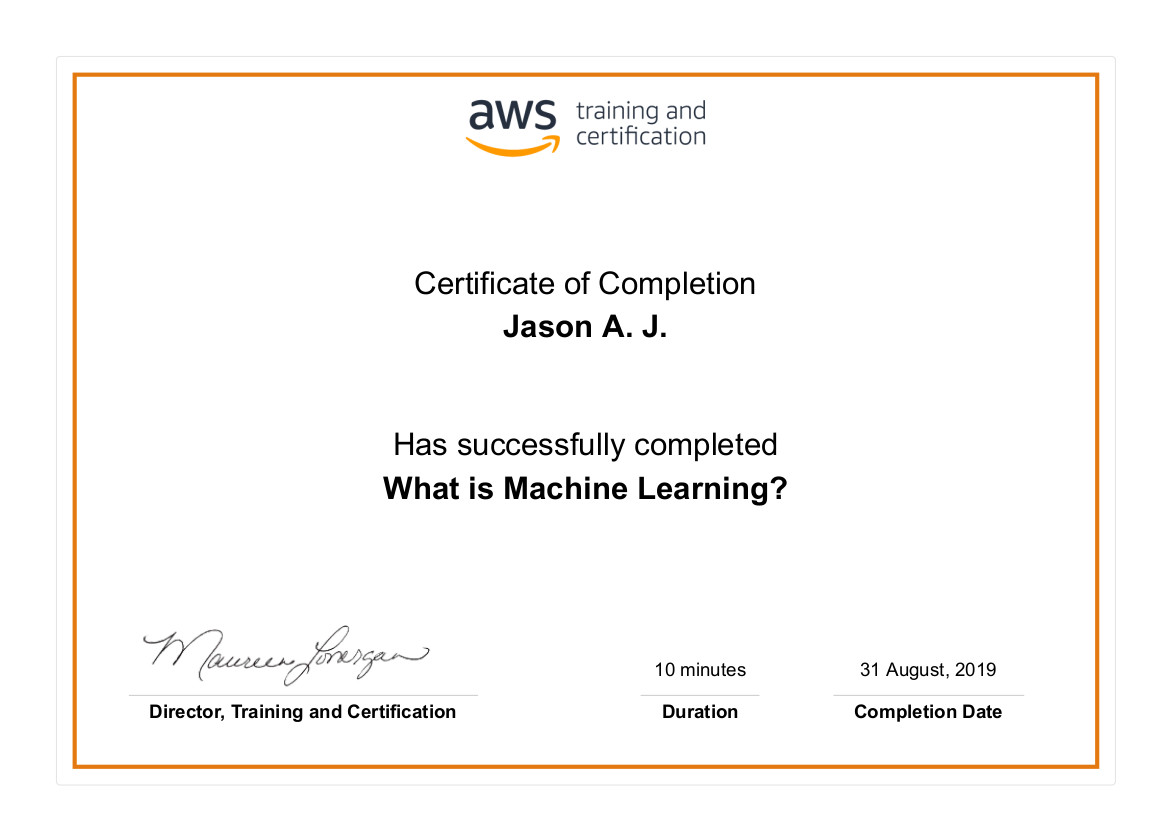 aws training and
certification
Certificate of Completion
Jason A. J.
Has successfully completed
What is Machine Learning?
Maureen Lonergan
10 minutes
31 August, 2019
Director, Training and Certification
Duration
Completion Date